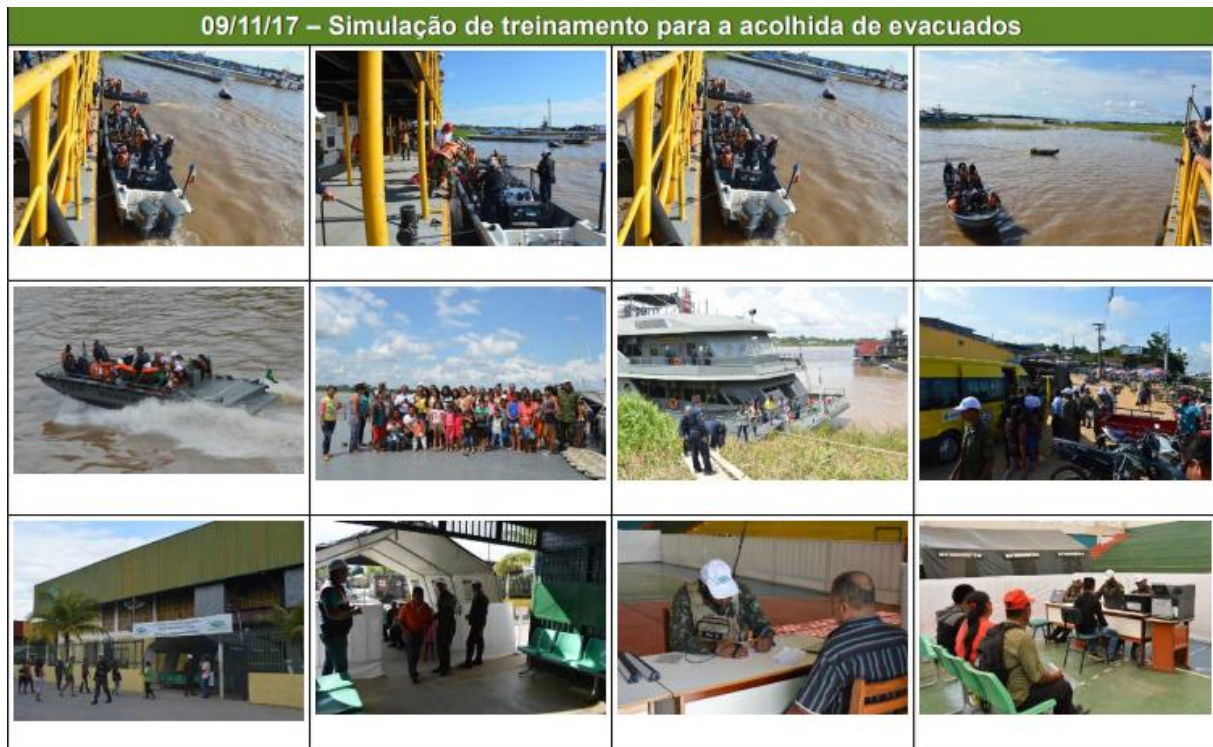 09/11/17 – Simulação de treinamento para a acolhida de evacuados